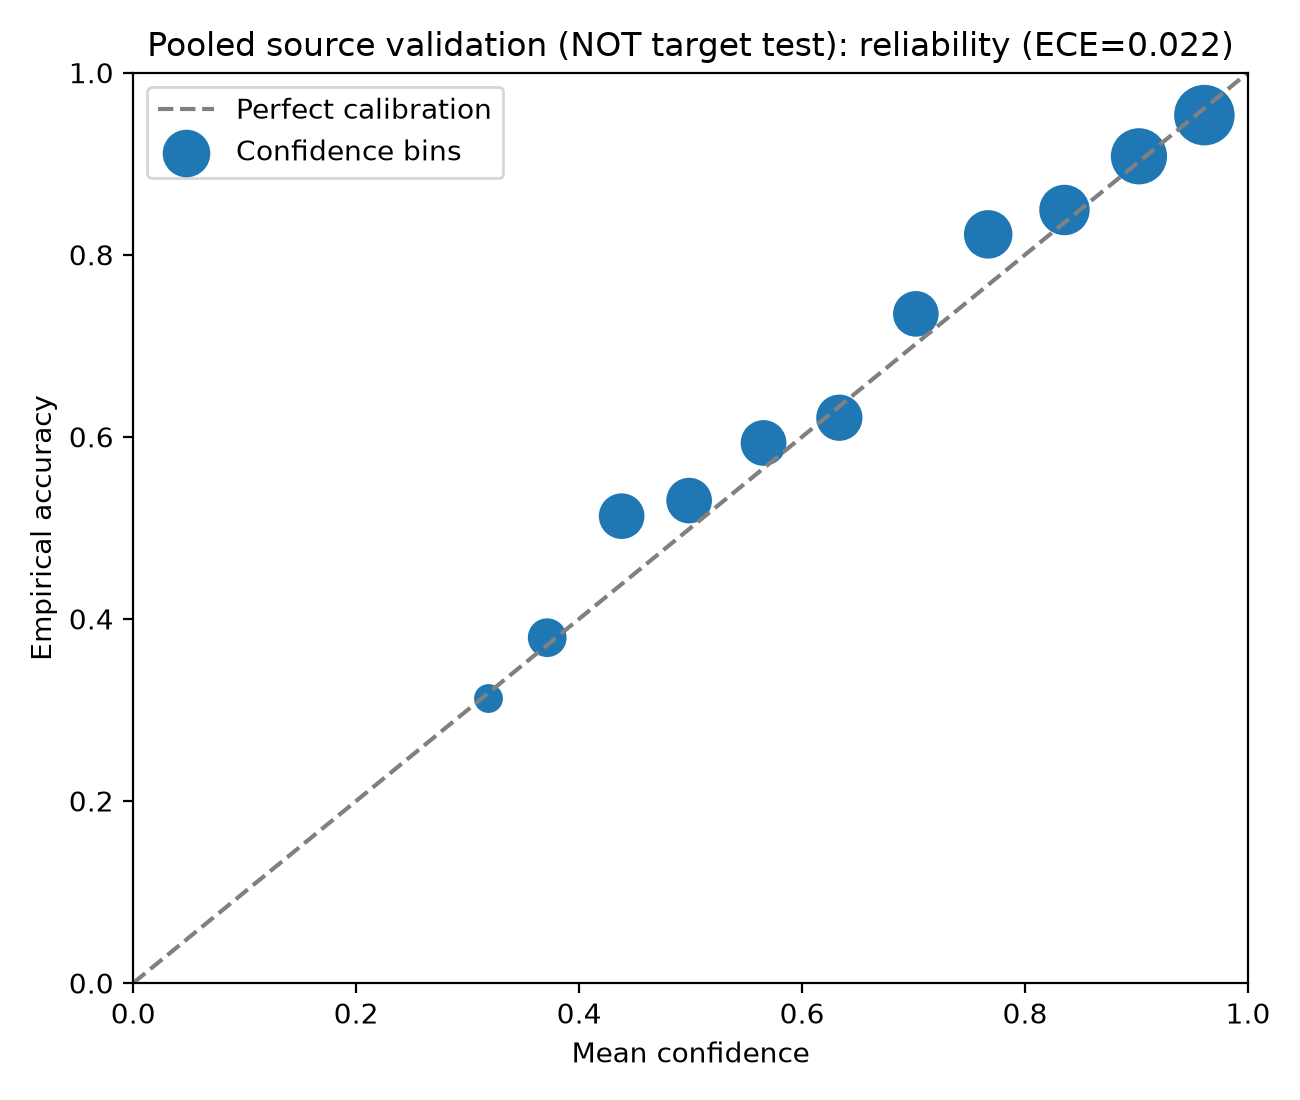 Pooled source validation (NOT target test): reliability (ECE=0.022)
Perfect calibration
Confidence bins
Empirical accuracy
1.0
0.8
0.6
0.4
0.2
0.0
0.0 0.2 0.4 0.6 0.8 1.0
Mean confidence